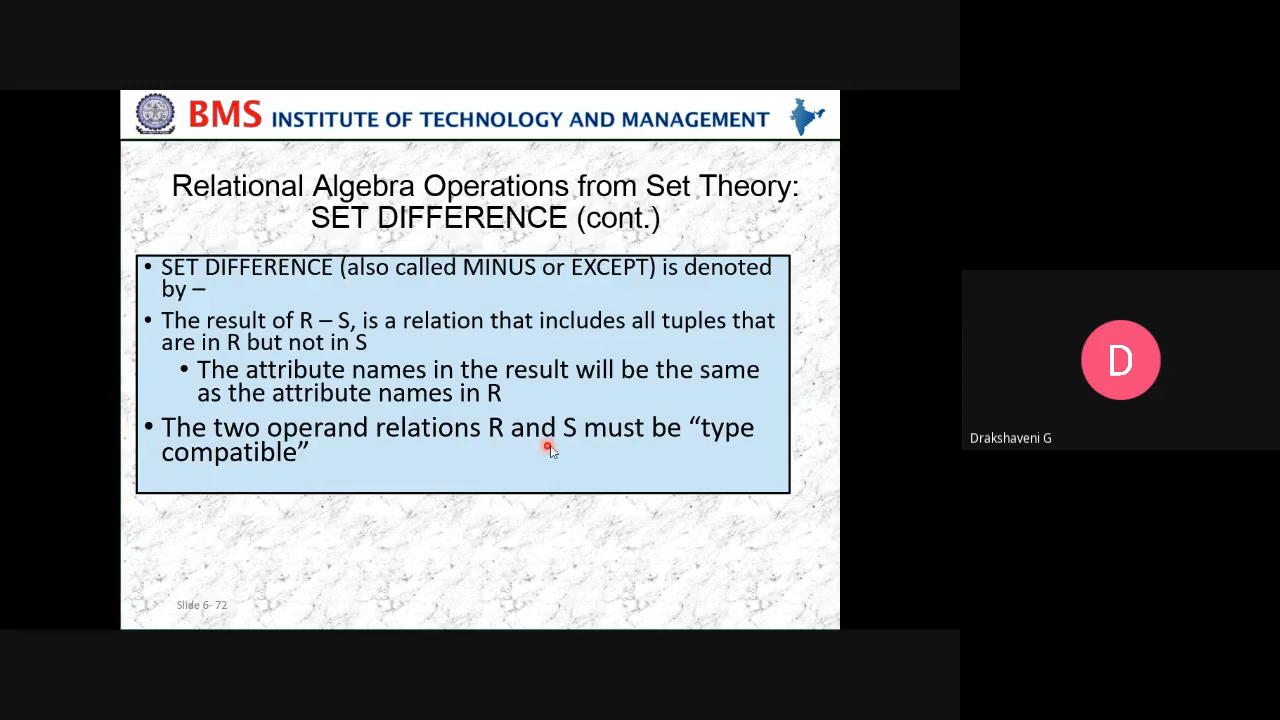 BMS INSTITUTE OF TECHNOLOGY AND MANAGEMENT
Relational Algebra Operations from Set Theory:
SET DIFFERENCE (cont.)
• SET DIFFERENCE (also called MINUS or EXCEPT) is denoted
by –
• The result of R – S, is a relation that includes all tuples that
are in R but not in S
• The attribute names in the result will be the same
as the attribute names in R
• The two operand relations R and S must be “type
compatible”
Slide 6- 72
D
Drakshaveni G